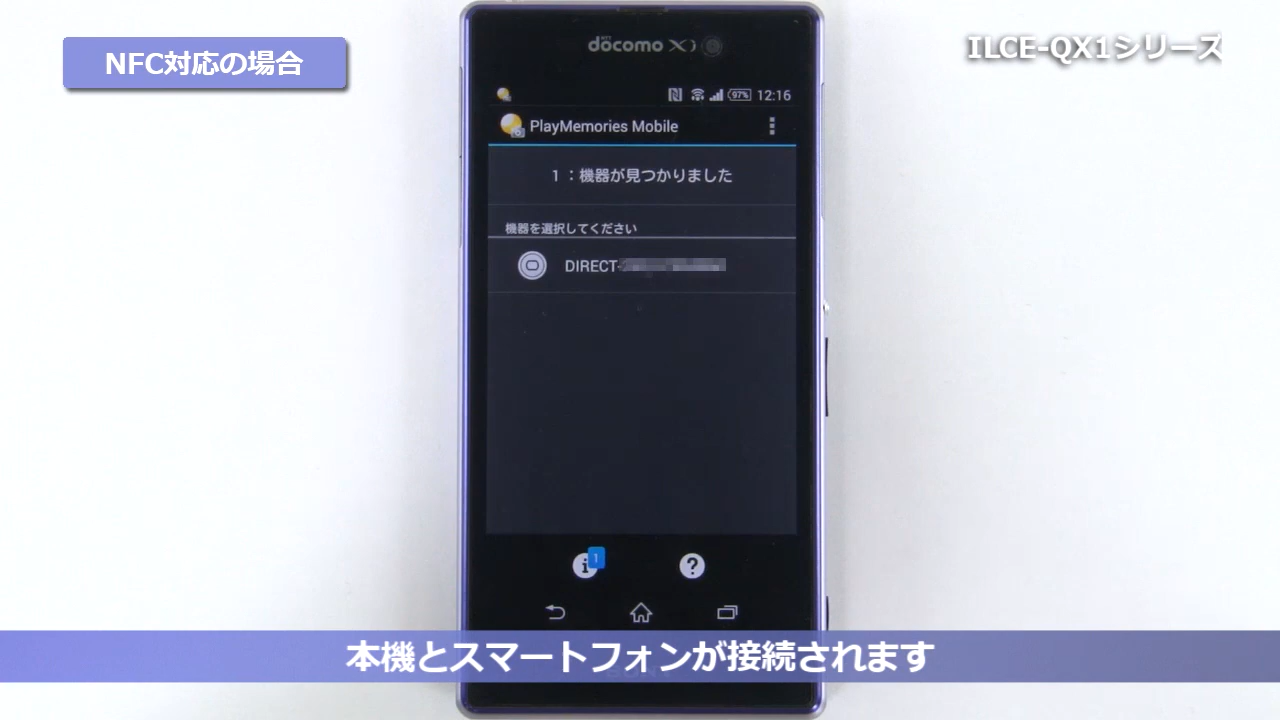 NFC対応の場合
ILCE-QX1シリーズ
docomo Xi
97% 12:16
PlayMemories Mobile
1：機器が見つかりました
機器を選択してください
DIRECT-
1
本機とスマートフォンが接続されます
SONY